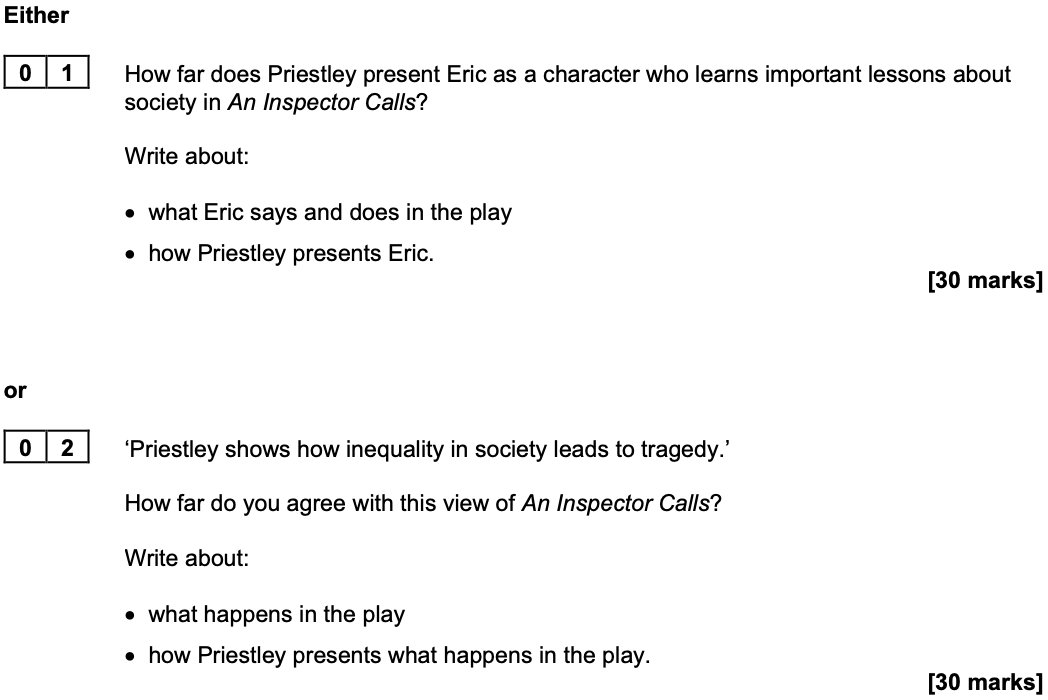 Either
0 1 How far does Priestley present Eric as a character who learns important lessons about
society in An Inspector Calls?
Write about:
• what Eric says and does in the play
• how Priestley presents Eric.
[30 marks]
or
0 2 ‘Priestley shows how inequality in society leads to tragedy.’
How far do you agree with this view of An Inspector Calls?
Write about:
• what happens in the play
• how Priestley presents what happens in the play.
[30 marks]